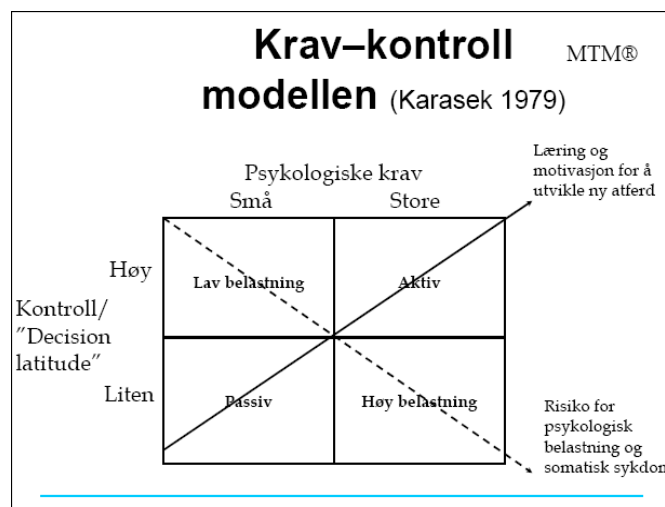 Krav–kontroll
MTM®
modellen (Karasek 1979)
Læring og
motivasjon for å
utvikle ny atferd
Psykologiske krav
Små Store
Høy
Lav belastning Aktiv
Kontroll/
”Decision
latitude”
Liten
Passiv Høy belastning
Risiko for
psykologisk
belastning og
somatisk sykdom